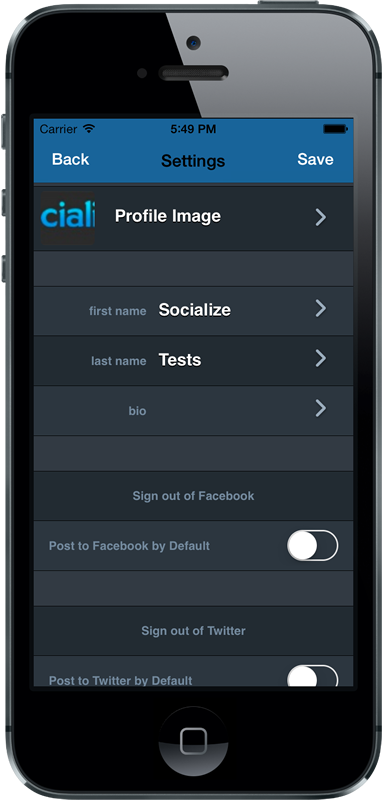 Carrier 5:49 PM
Back Settings Save
ciali Profile Image
first name Socialize
last name Tests
bio
Sign out of Facebook
Post to Facebook by Default
Sign out of Twitter
Post to Twitter by Default